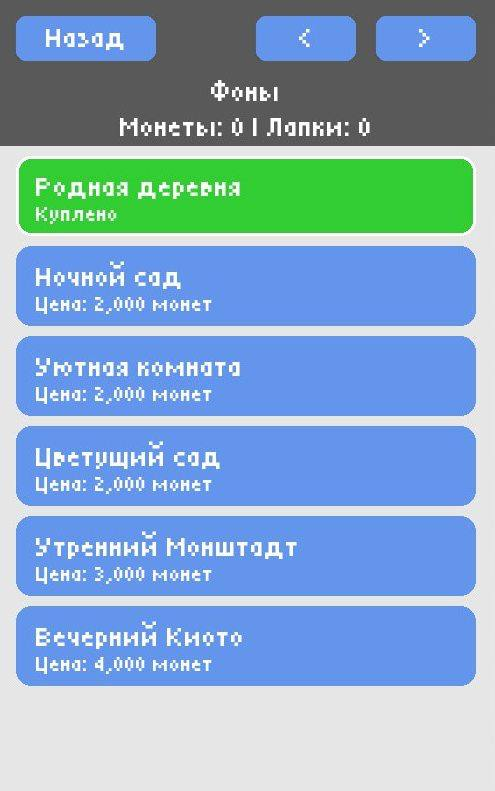 Назад < >
Фоны
Монеты: 0 | Лапки: 0
Родная деревня
Куплено
Ночной сад
Цена: 2,000 монет
Уютная комната
Цена: 2,000 монет
Цветущий сад
Цена: 2,000 монет
Утренний Монштадт
Цена: 3,000 монет
Вечерний Киото
Цена: 4,000 монет